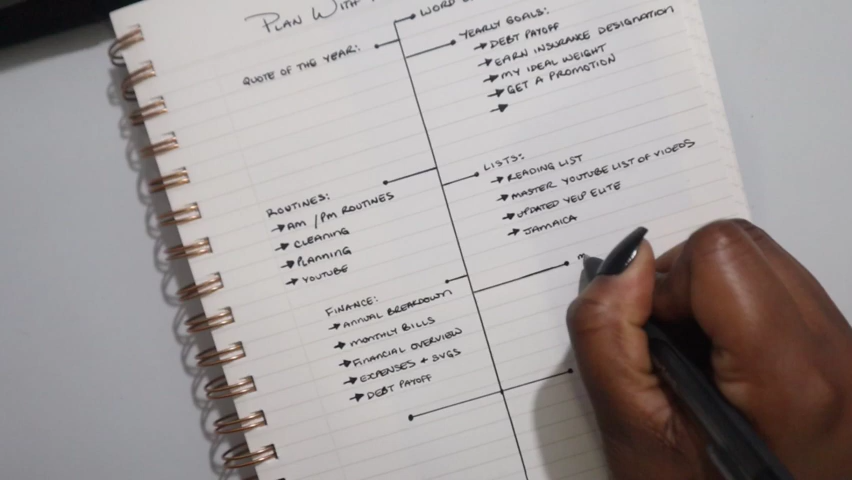 PLAN WITH
WORD
QUOTE OF THE YEAR:
YEARLY GOALS:
→ DEBT PAYOFF
→ EARN INSURANCE DESIGNATION
→ MY IDEAL WEIGHT
→ GET A PROMOTION
→
LISTS:
→ READING LIST
→ MASTER YOUTUBE LIST OF VIDEOS
→ UPDATED YELP ELITE
→ JAMAICA
ROUTINES:
→ AM / PM ROUTINES
→ CLEANING
→ PLANNING
→ YOUTUBE
FINANCE:
→ ANNUAL BREAKDOWN
→ MONTHLY BILLS
→ FINANCIAL OVERVIEW
→ EXPENSES + SVGS
→ DEBT PAYOFF